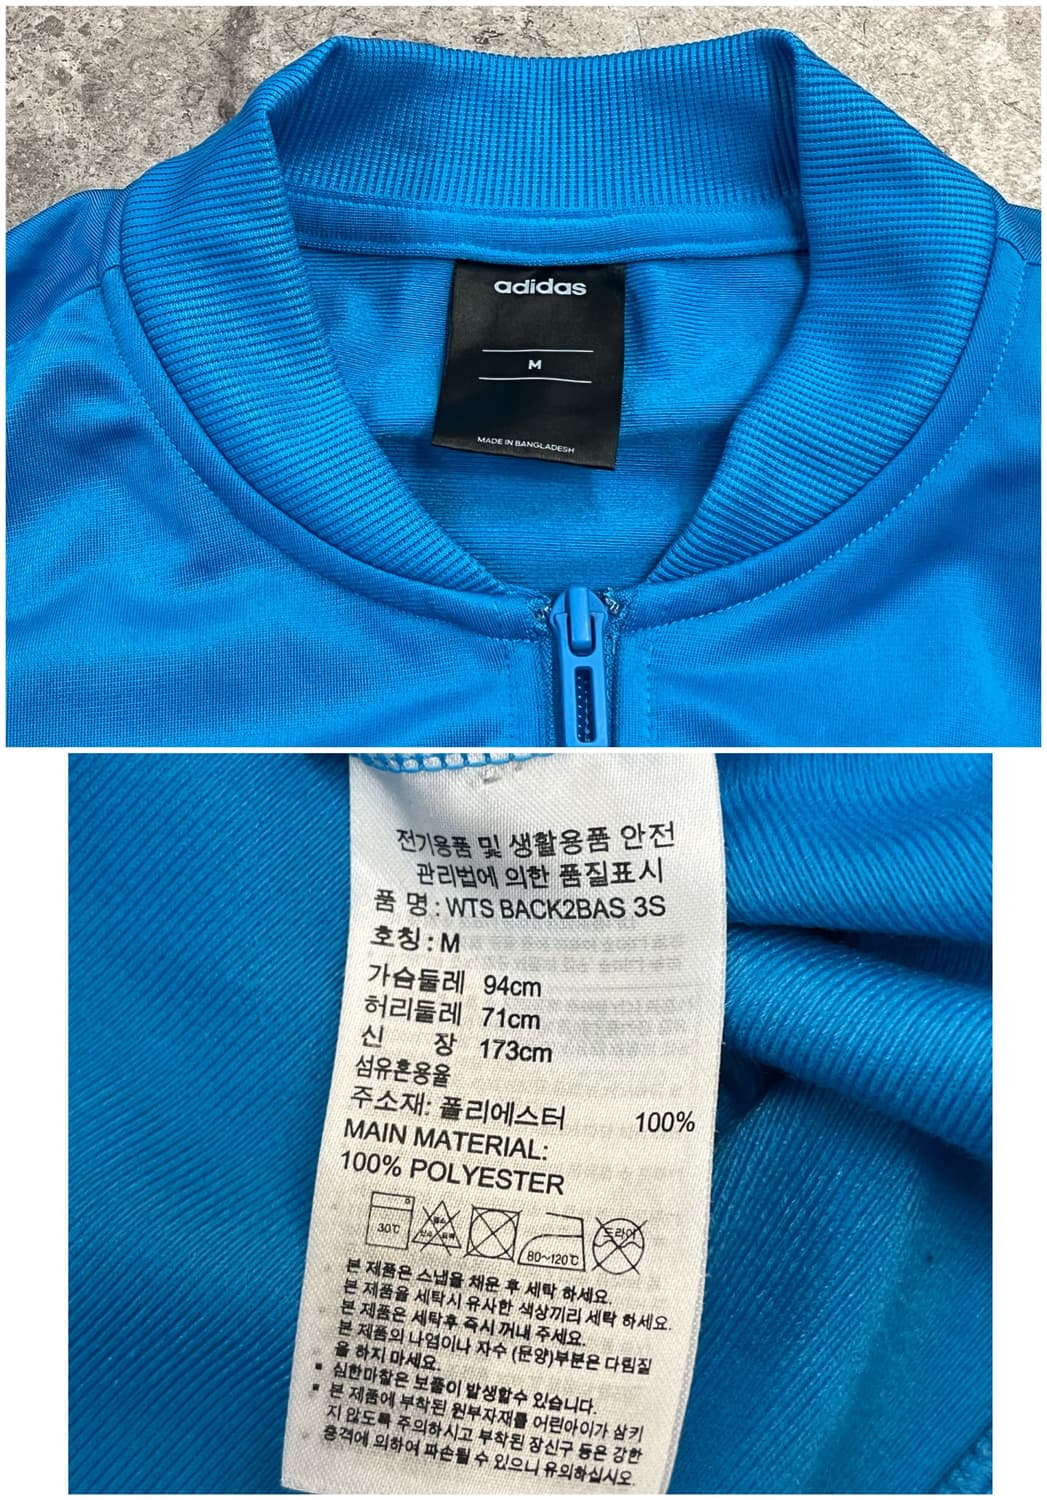 adidas
M
MADE IN BANGLADESH
전기용품 및 생활용품 안전
관리법에 의한 품질표시
품 명 : WTS BACK2BAS 3S
호칭 : M
가슴둘레 94cm
허리둘레 71cm
신 장 173cm
섬유혼용율
주소재: 폴리에스터 100%
MAIN MATERIAL:
100% POLYESTER
30℃
염소
80~120℃
드라이
본 제품은 스냅을 채운 후 세탁 하세요.
본 제품을 세탁시 유사한 색상끼리 세탁 하세요.
본 제품은 세탁후 즉시 꺼내 주세요.
본 제품의 나염이나 자수 (문양)부분은 다림질
을 하지 마세요.
심한마찰은 보풀이 발생할수 있습니다.
본 제품에 부착된 원부자재를 어린아이가 삼키
지 않도록 주의하시고 부착된 장신구 등은 강한
충격에 의하여 파손될 수 있으니 유의하십시오.